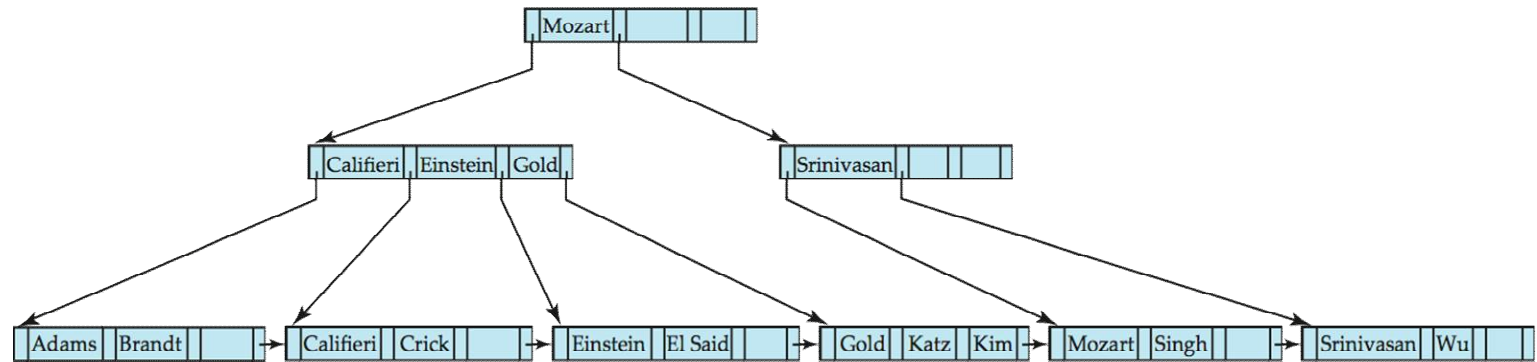 Mozart
Califieri Einstein Gold Srinivasan
Adams Brandt Califieri Crick Einstein El Said Gold Katz Kim Mozart Singh Srinivasan Wu